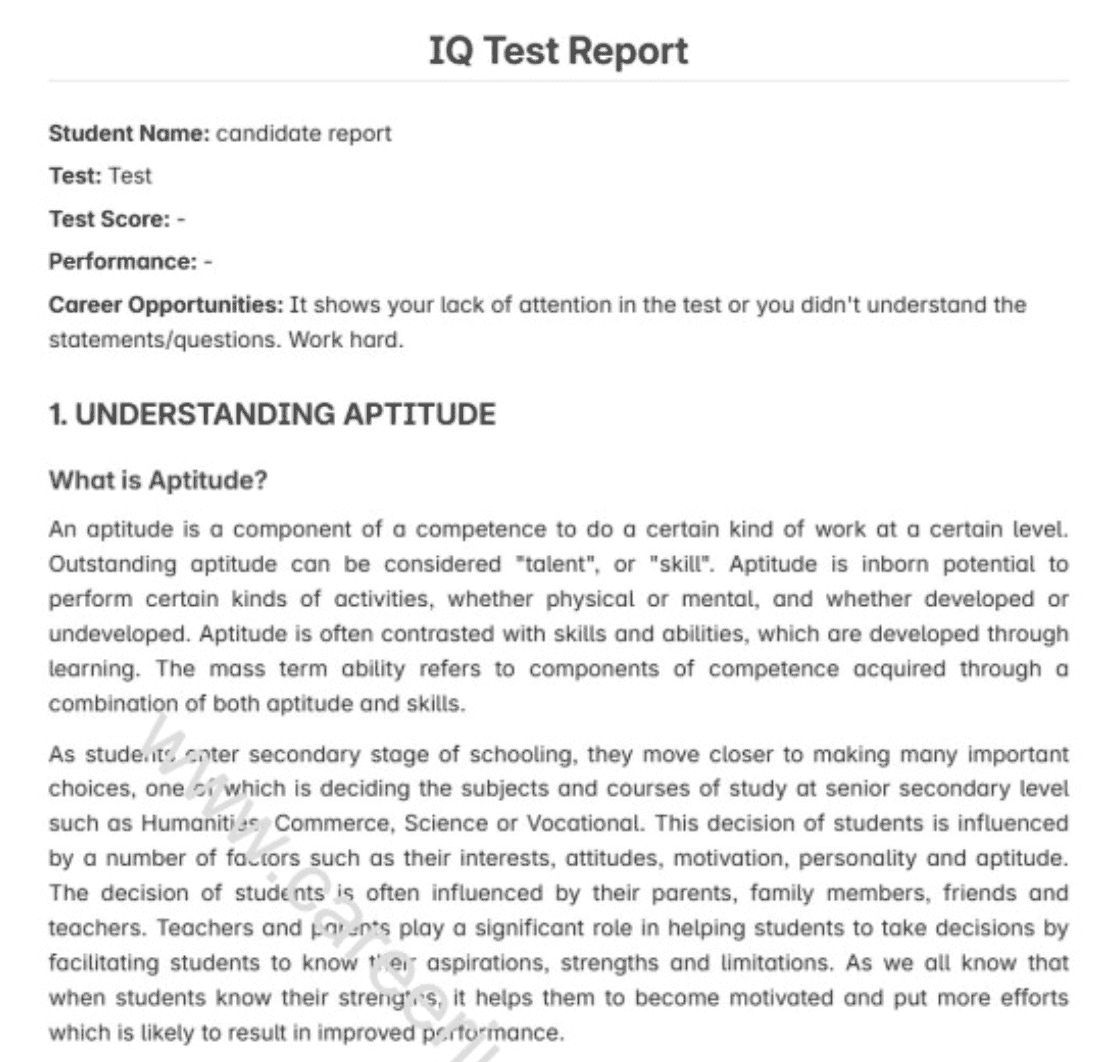 IQ Test Report
Student Name: candidate report
Test: Test
Test Score: -
Performance: -
Career Opportunities: It shows your lack of attention in the test or you didn't understand the
statements/questions. Work hard.
1. UNDERSTANDING APTITUDE
What is Aptitude?
An aptitude is a component of a competence to do a certain kind of work at a certain level.
Outstanding aptitude can be considered "talent", or "skill". Aptitude is inborn potential to
perform certain kinds of activities, whether physical or mental, and whether developed or
undeveloped. Aptitude is often contrasted with skills and abilities, which are developed through
learning. The mass term ability refers to components of competence acquired through a
combination of both aptitude and skills.
As students enter secondary stage of schooling, they move closer to making many important
choices, one of which is deciding the subjects and courses of study at senior secondary level
such as Humanities, Commerce, Science or Vocational. This decision of students is influenced
by a number of factors such as their interests, attitudes, motivation, personality and aptitude.
The decision of students is often influenced by their parents, family members, friends and
teachers. Teachers and parents play a significant role in helping students to take decisions by
facilitating students to know their aspirations, strengths and limitations. As we all know that
when students know their strengths, it helps them to become motivated and put more efforts
which is likely to result in improved performance.